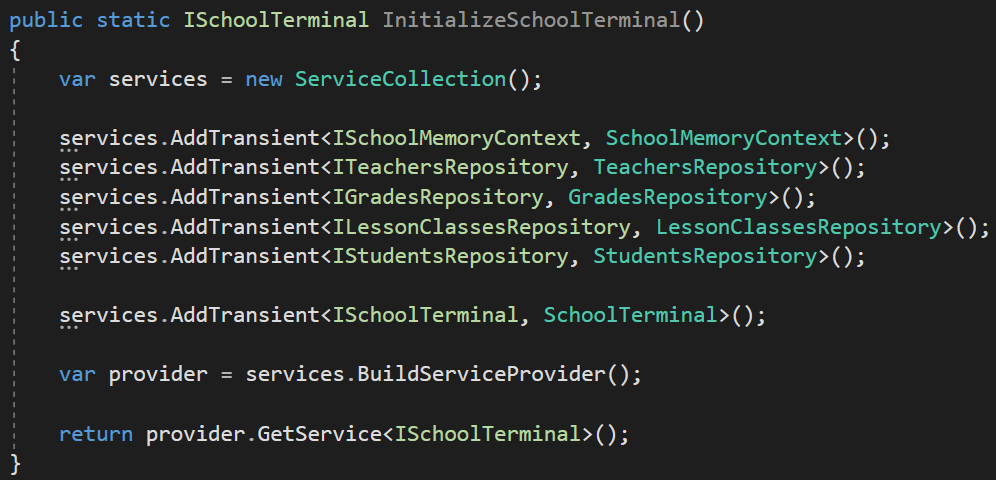 public static ISchoolTerminal InitializeSchoolTerminal()
{
var services = new ServiceCollection();
services.AddTransient<ISchoolMemoryContext, SchoolMemoryContext>();
services.AddTransient<ITeachersRepository, TeachersRepository>();
services.AddTransient<IGradesRepository, GradesRepository>();
services.AddTransient<ILessonClassesRepository, LessonClassesRepository>();
services.AddTransient<IStudentsRepository, StudentsRepository>();
services.AddTransient<ISchoolTerminal, SchoolTerminal>();
var provider = services.BuildServiceProvider();
return provider.GetService<ISchoolTerminal>();
}